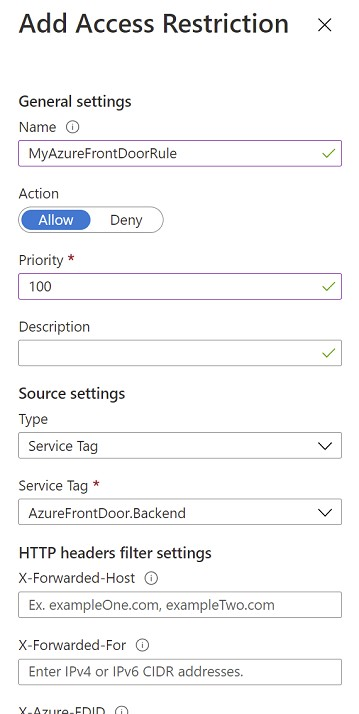 Add Access Restriction
General settings
Name
MyAzureFrontDoorRule
Action
Allow Deny
Priority *
100
Description
Source settings
Type
Service Tag
Service Tag *
AzureFrontDoor.Backend
HTTP headers filter settings
X-Forwarded-Host
Ex. exampleOne.com, exampleTwo.com
X-Forwarded-For
Enter IPv4 or IPv6 CIDR addresses.
X-Azure-FDID